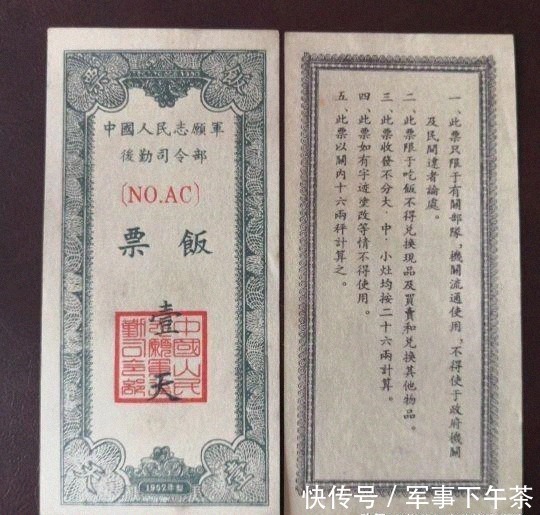 飯票
中國人民志願軍
後勤司令部
(NO.AC)
飯票
壹天
中國人民
志願軍後
勤司令部
1952年製
一、此票只限于有關部隊，機關流通使用，不得使于政府機關
及民間違者論處。
二、此票限于吃飯不得兌換現品及買賣和兌換其他物品。
三、此票收發不分大、中、小灶均按二十六兩計算。
四、此票如有字迹塗改等情不得使用。
五、此票以關內十六兩秤計算之。
快传号 / 军事下午茶